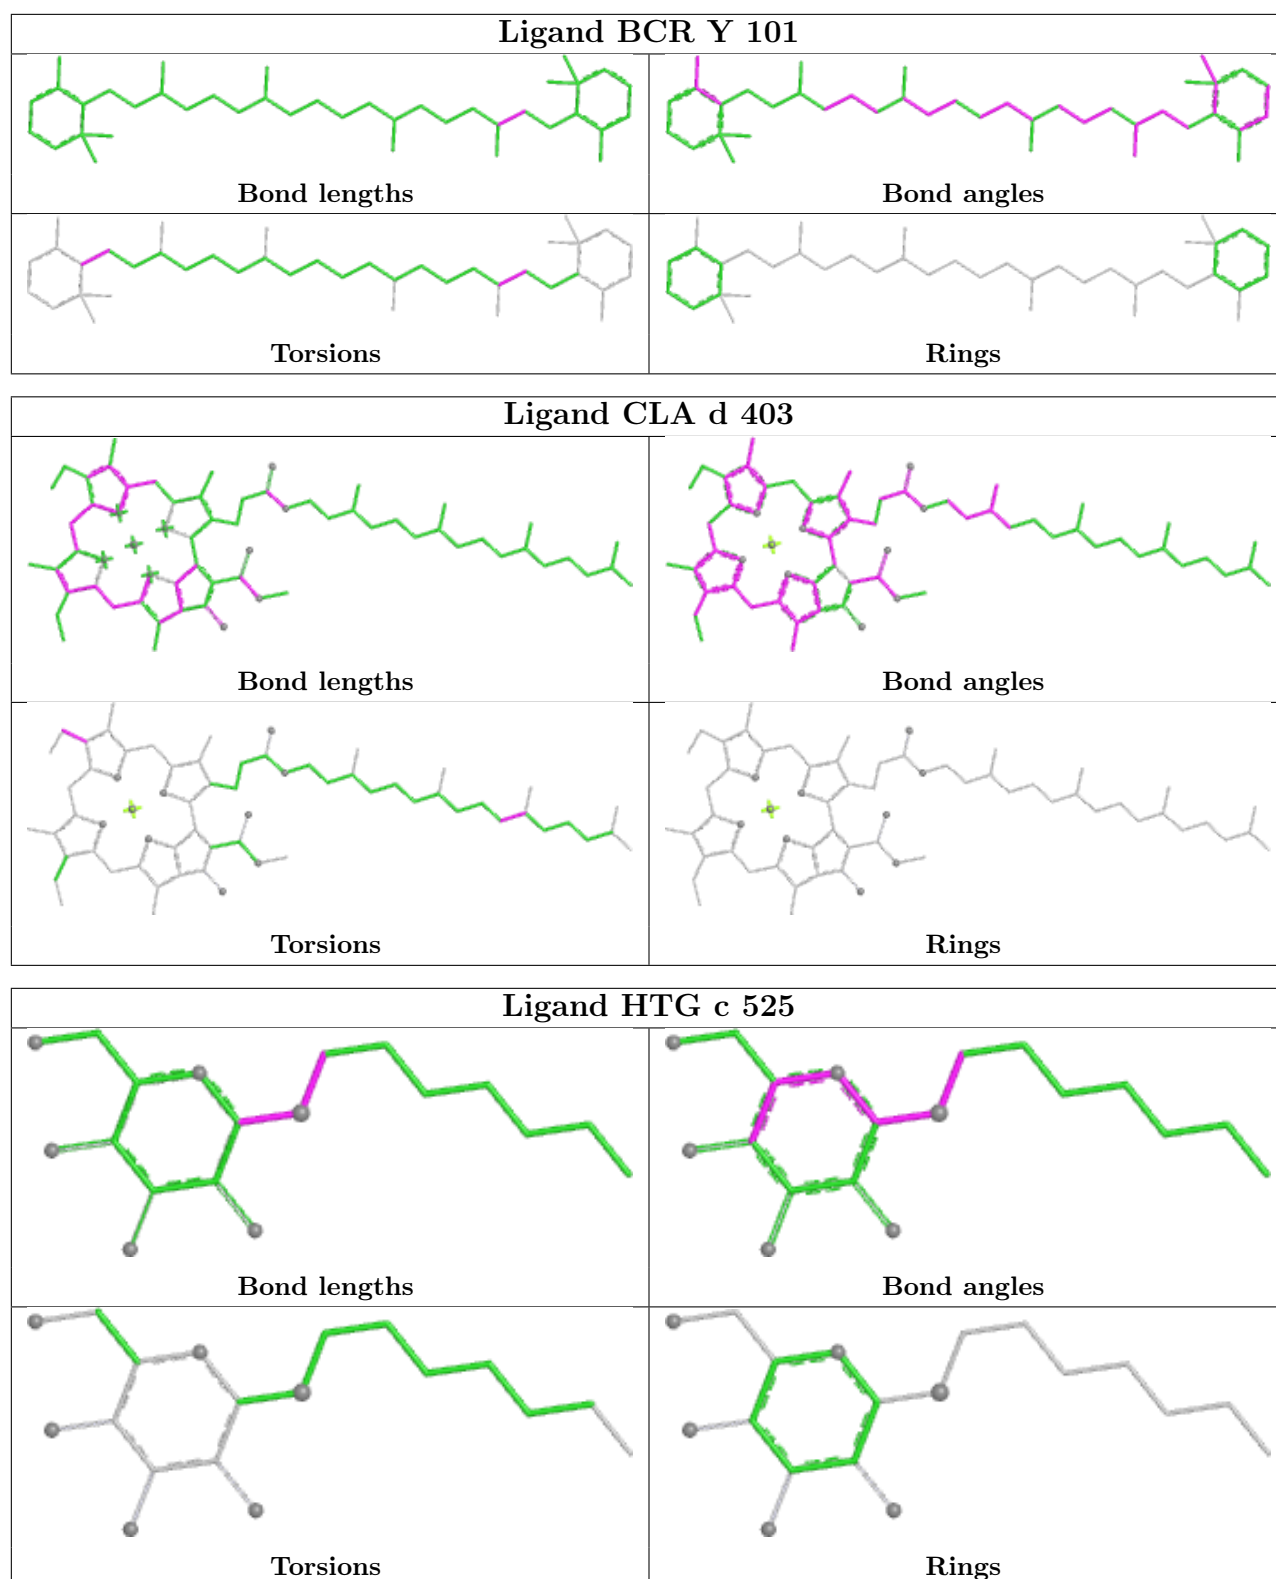 Ligand BCR Y 101
Bond lengths
Bond angles
Torsions
Rings
Ligand CLA d 403
Bond lengths
Bond angles
Torsions
Rings
Ligand HTG c 525
Bond lengths
Bond angles
Torsions
Rings